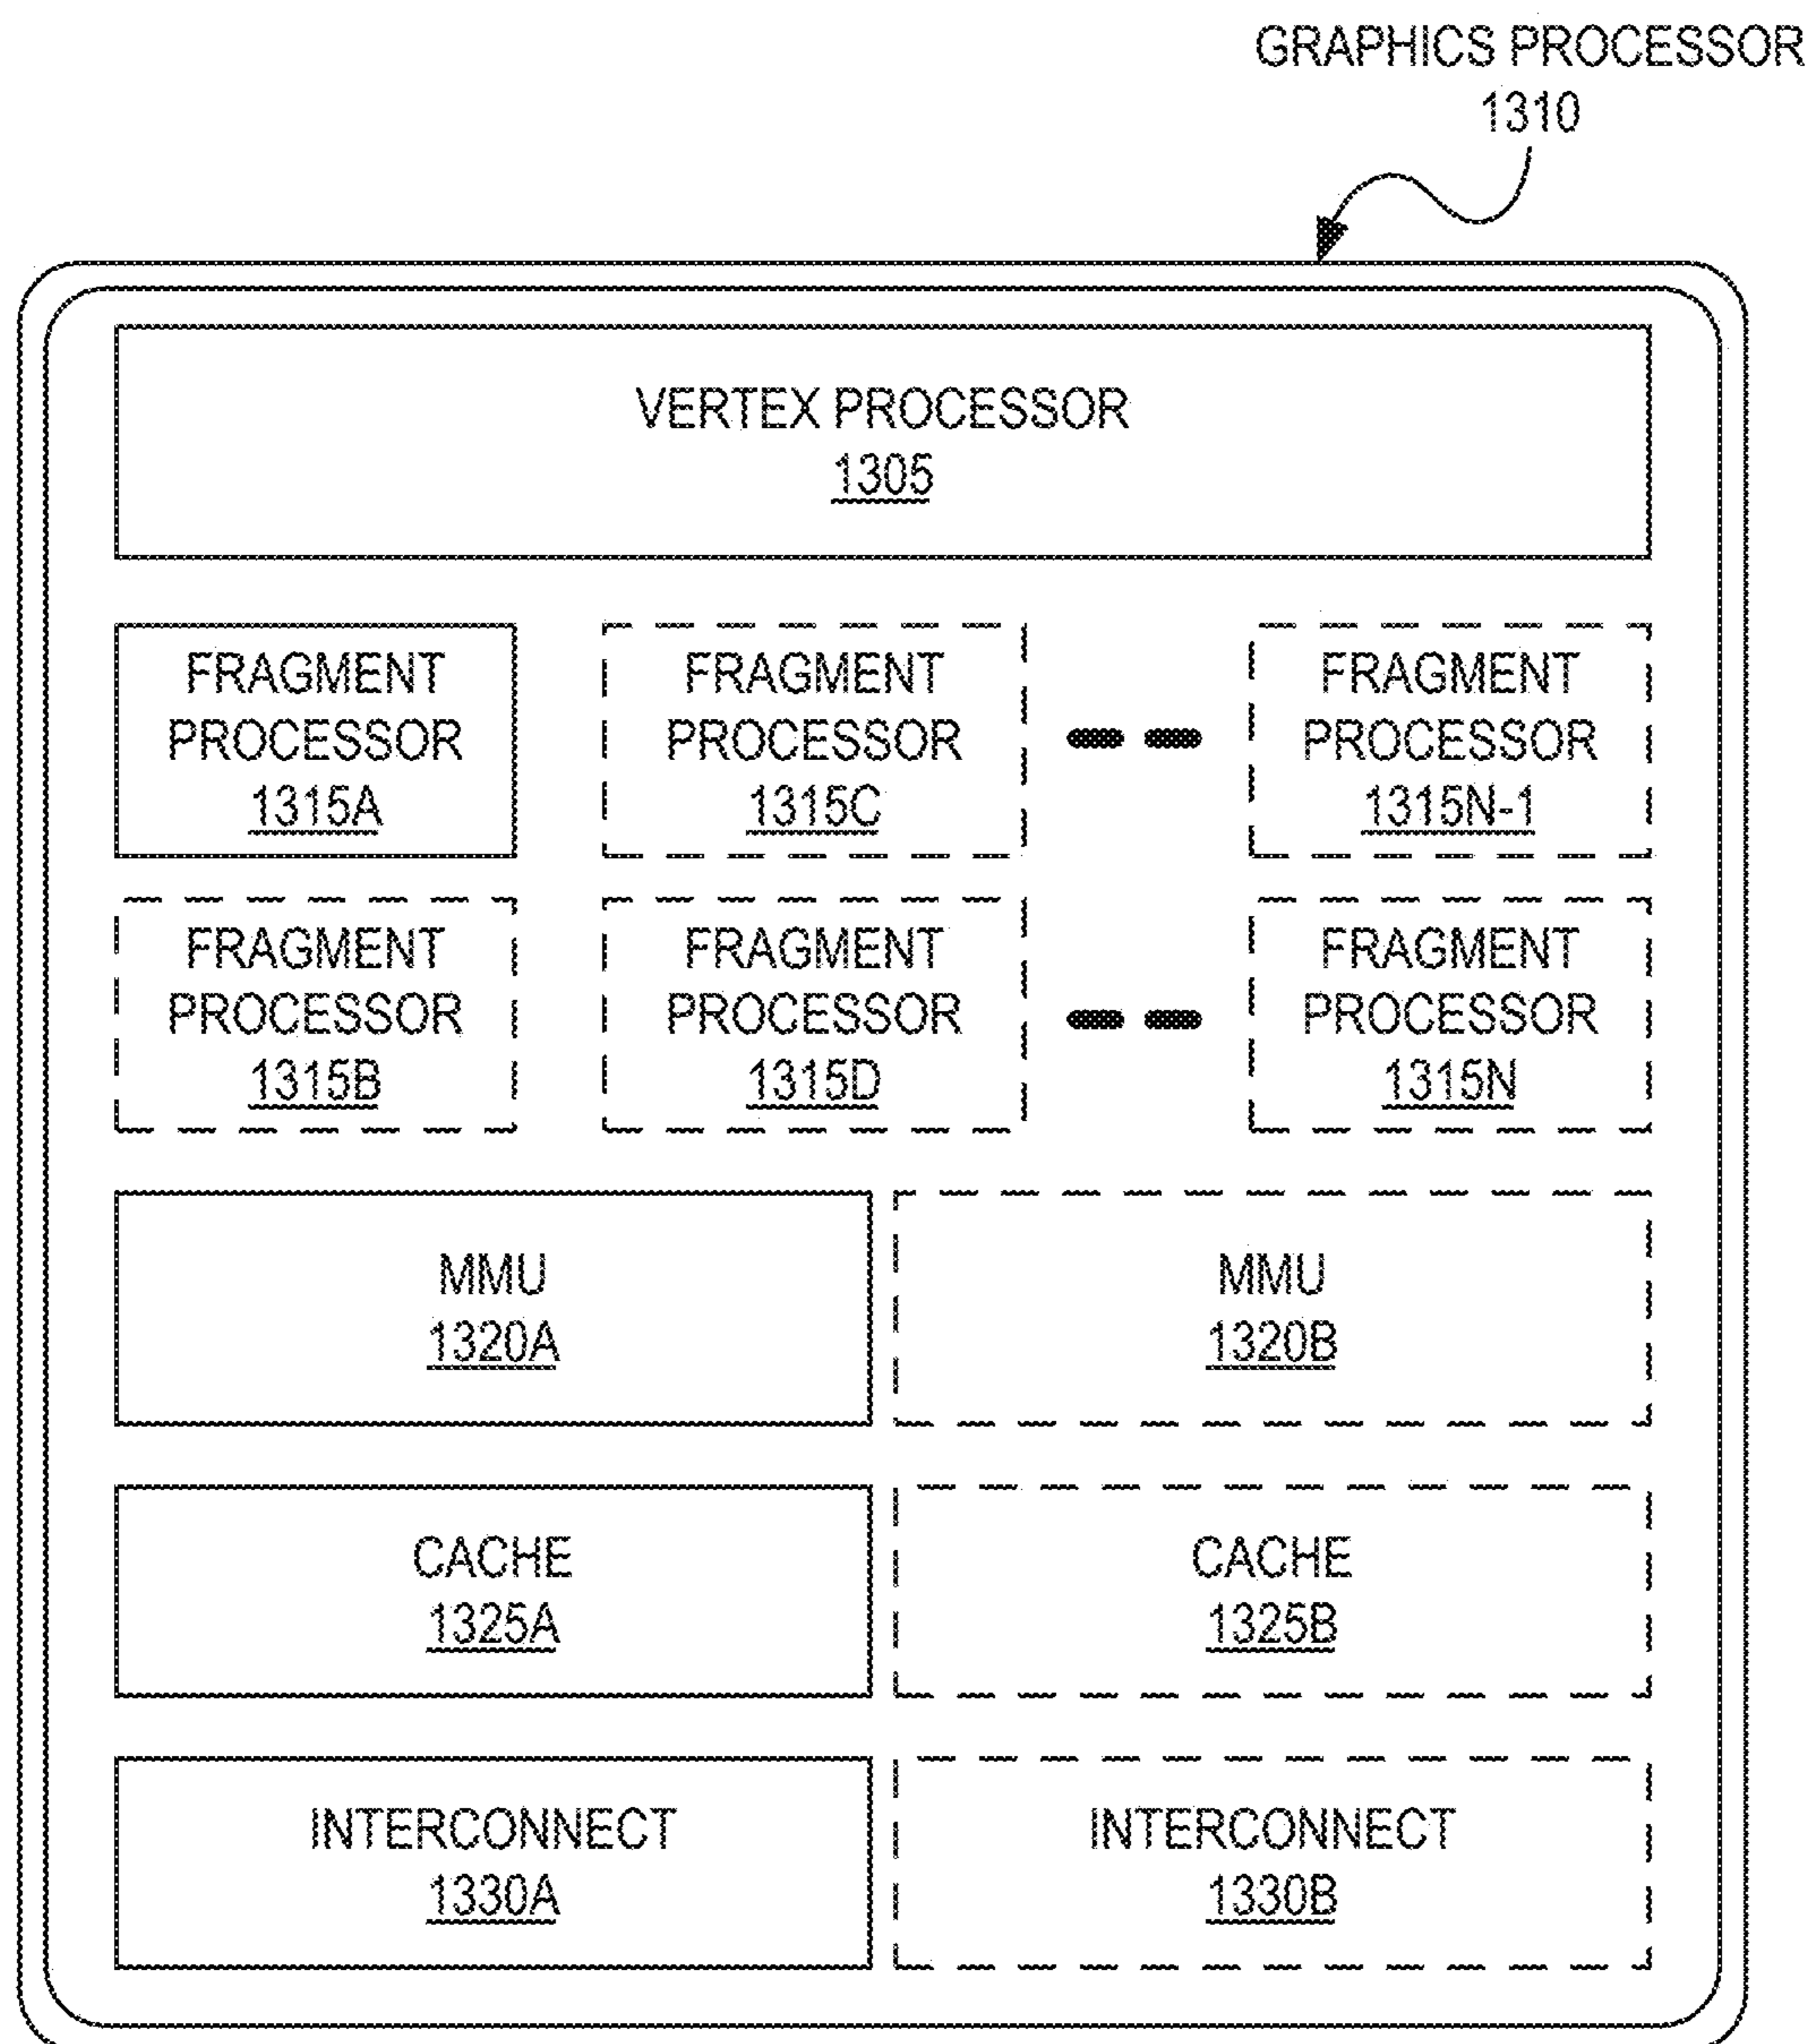 GRAPHICS PROCESSOR
1310
VERTEX PROCESSOR
1305
FRAGMENT
PROCESSOR
1315A
FRAGMENT
PROCESSOR
1315C
FRAGMENT
PROCESSOR
1315N-1
FRAGMENT
PROCESSOR
1315B
FRAGMENT
PROCESSOR
1315D
FRAGMENT
PROCESSOR
1315N
MMU
1320A
MMU
1320B
CACHE
1325A
CACHE
1325B
INTERCONNECT
1330A
INTERCONNECT
1330B